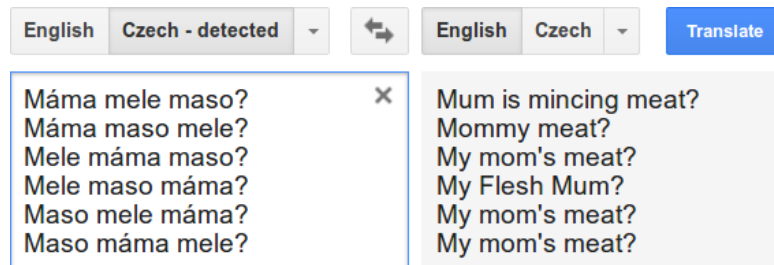 English Czech - detected English Czech Translate
Máma mele maso? Mum is mincing meat?
Máma maso mele? Mommy meat?
Mele máma maso? My mom's meat?
Mele maso máma? My Flesh Mum?
Maso mele máma? My mom's meat?
Maso máma mele? My mom's meat?